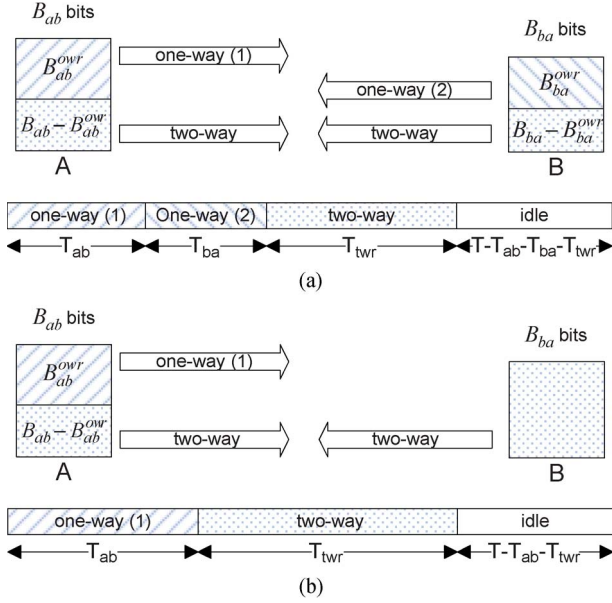 B_ab bits
B_ba bits
B_ab^owr one-way (1) B_ba^owr
one-way (2)
B_ab − B_ab^owr two-way two-way B_ba − B_ba^owr
A B
one-way (1) One-way (2) two-way idle
T_ab T_ba T_twr T-T_ab-T_ba-T_twr
(a)
B_ab bits
B_ba bits
B_ab^owr one-way (1)
B_ab − B_ab^owr two-way two-way
A B
one-way (1) two-way idle
T_ab T_twr T-T_ab-T_twr
(b)